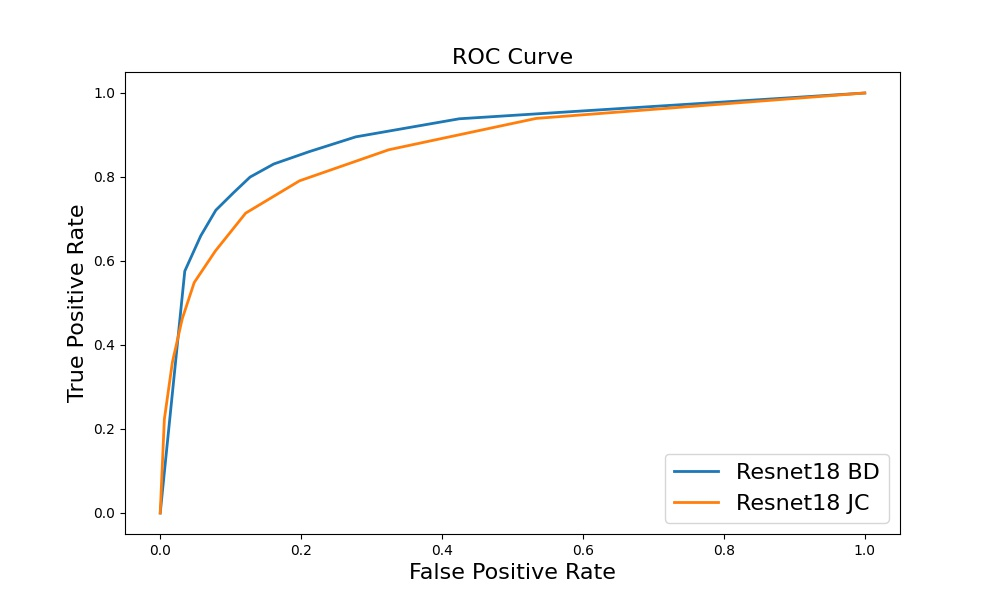 ROC Curve
True Positive Rate
1.0
0.8
0.6
0.4
0.2
0.0
0.0 0.2 0.4 0.6 0.8 1.0
False Positive Rate
Resnet18 BD
Resnet18 JC